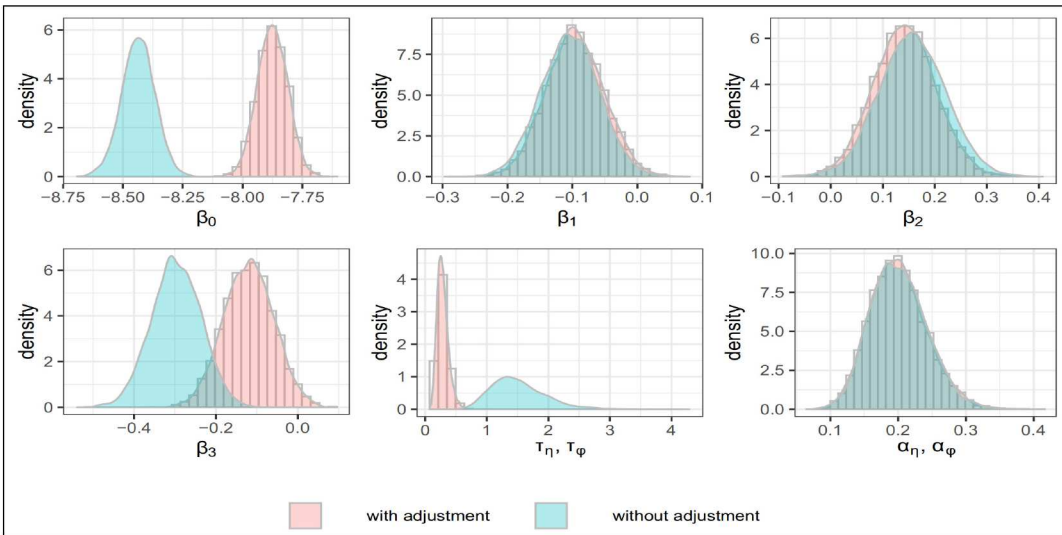 density
6
4
2
0
−8.75 −8.50 −8.25 −8.00 −7.75
β0
density
7.5
5.0
2.5
0.0
−0.3 −0.2 −0.1 0.0 0.1
β1
density
6
4
2
0
−0.1 0.0 0.1 0.2 0.3 0.4
β2
density
6
4
2
0
−0.4 −0.2 0.0
β3
density
4
3
2
1
0
0 1 2 3 4
τη, τφ
density
10.0
7.5
5.0
2.5
0.0
0.1 0.2 0.3 0.4
αη, αφ
with adjustment without adjustment